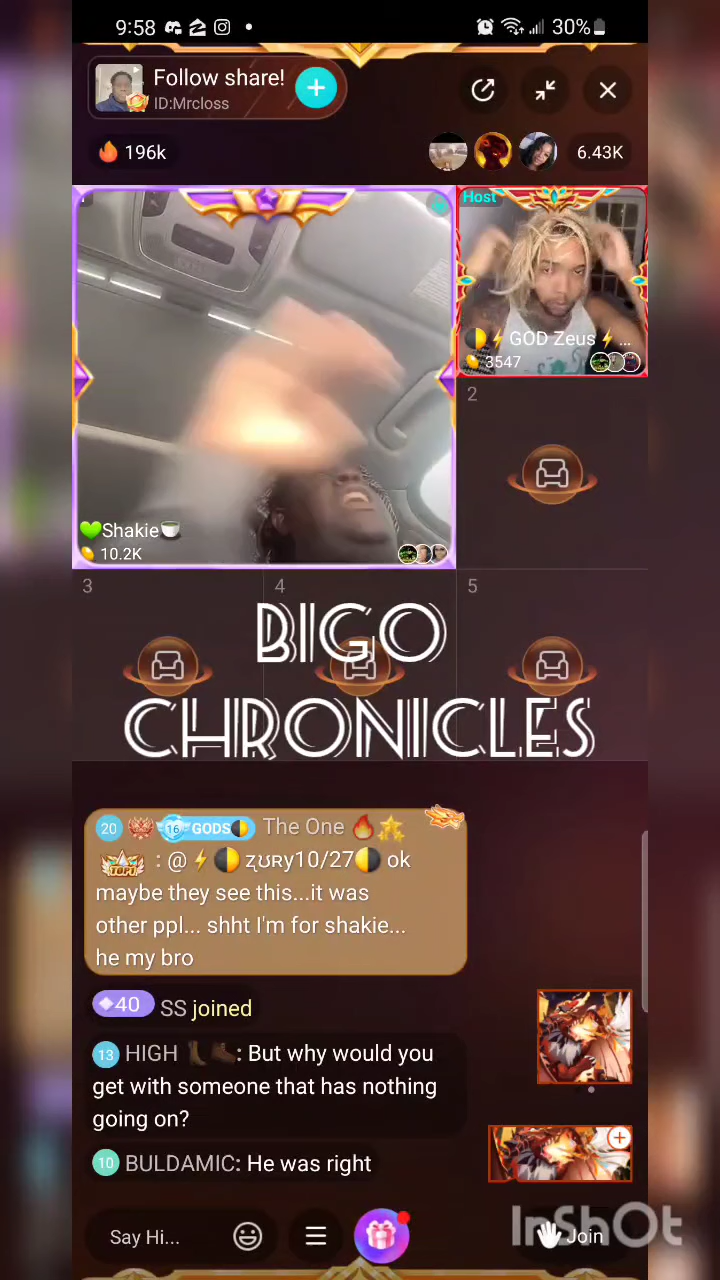 9:58
30%
Follow share!
ID:Mrcloss
196k
6.43K
Host
GOD Zeus⚡...
3547
2
💚Shakie🍵
10.2K
3
4
5
BIGO
CHRONICLES
20 16 GODS🌓 The One 🔥🌟
TOP1 : @⚡🌓 ʐʊʀy10/27🌗 ok
maybe they see this...it was
other ppl... shht I'm for shakie...
he my bro
40 SS joined
13 HIGH 👢🥾: But why would you
get with someone that has nothing
going on?
10 BULDAMIC: He was right
Say Hi...
Join
InShOt